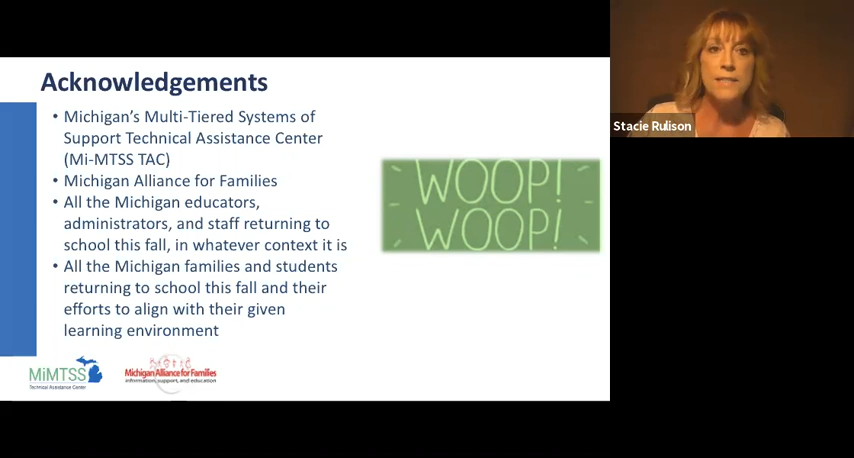 Acknowledgements
• Michigan's Multi-Tiered Systems of
Support Technical Assistance Center
(Mi-MTSS TAC)
• Michigan Alliance for Families
• All the Michigan educators,
administrators, and staff returning to
school this fall, in whatever context it is
• All the Michigan families and students
returning to school this fall and their
efforts to align with their given
learning environment
WOOP!
WOOP!
Stacie Rulison
MiMTSS
Technical Assistance Center
Michigan Alliance for Families
information, support, and education